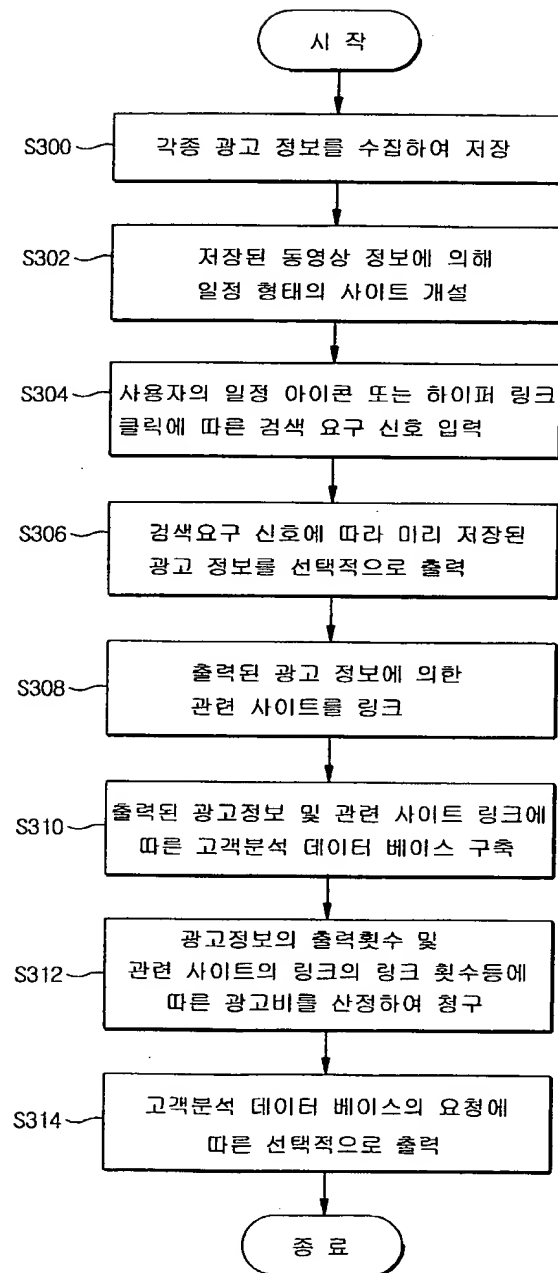 시 작
S300
각종 광고 정보를 수집하여 저장
S302
저장된 동영상 정보에 의해
일정 형태의 사이트 개설
S304
사용자의 일정 아이콘 또는 하이퍼 링크
클릭에 따른 검색 요구 신호 입력
S306
검색요구 신호에 따라 미리 저장된
광고 정보를 선택적으로 출력
S308
출력된 광고 정보에 의한
관련 사이트를 링크
S310
출력된 광고정보 및 관련 사이트 링크에
따른 고객분석 데이터 베이스 구축
S312
광고정보의 출력횟수 및
관련 사이트의 링크의 링크 횟수등에
따른 광고비를 산정하여 청구
S314
고객분석 데이터 베이스의 요청에
따른 선택적으로 출력
종 료